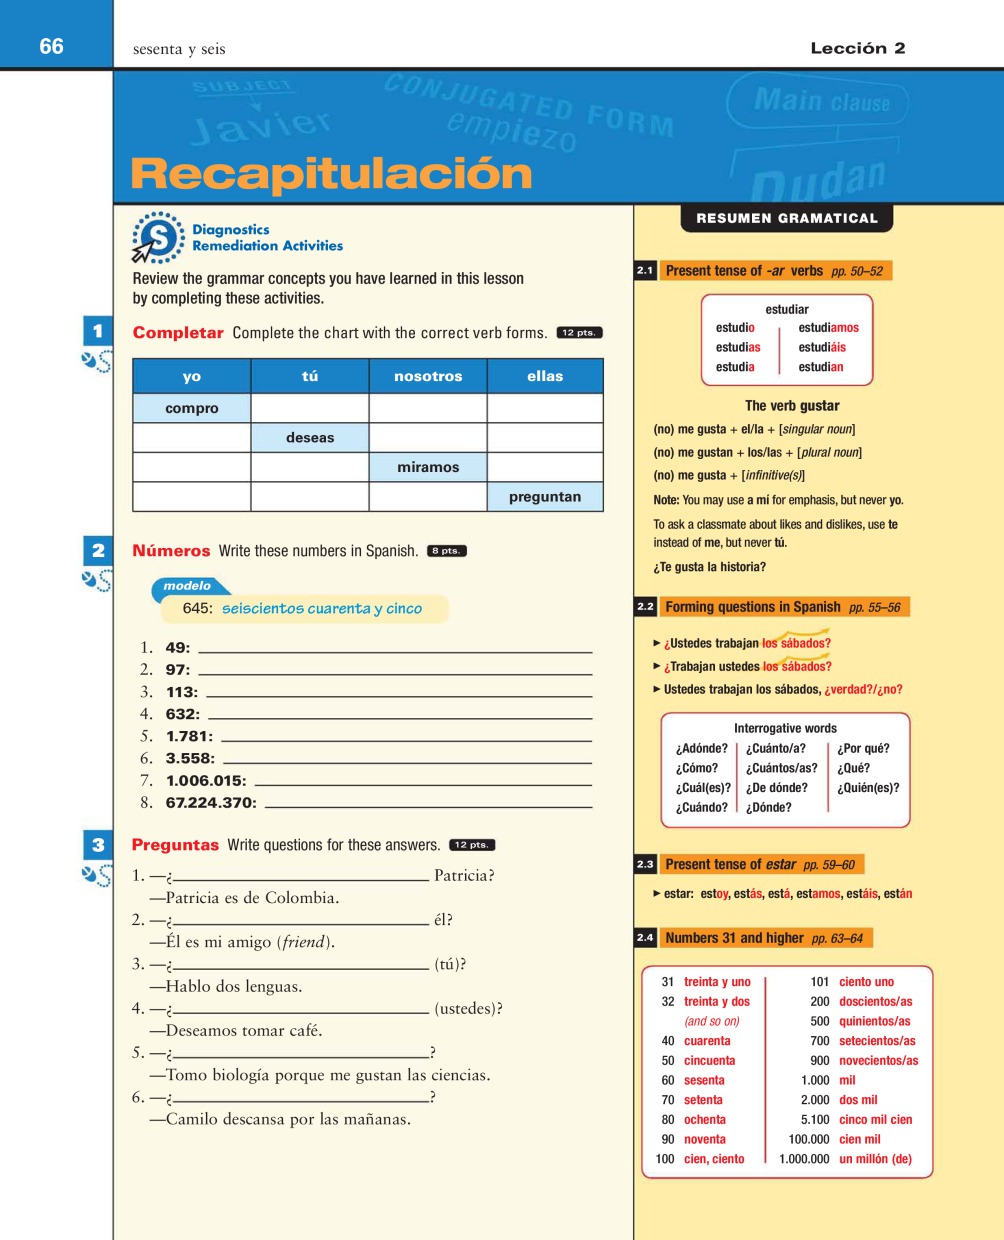 66
sesenta y seis
Lección 2
SUBJECT
Javier
CONJUGATED FORM
empiezo
Main clause
Dudan
Recapitulación
S
Diagnostics
Remediation Activities
Review the grammar concepts you have learned in this lesson
by completing these activities.
1
Completar Complete the chart with the correct verb forms. 12 pts.
S
yo tú nosotros ellas
compro
deseas
miramos
preguntan
2
Números Write these numbers in Spanish. 8 pts.
S
modelo
645: seiscientos cuarenta y cinco
1. 49:
2. 97:
3. 113:
4. 632:
5. 1.781:
6. 3.558:
7. 1.006.015:
8. 67.224.370:
3
Preguntas Write questions for these answers. 12 pts.
S
1. —¿ Patricia?
—Patricia es de Colombia.
2. —¿ él?
—Él es mi amigo (friend).
3. —¿ (tú)?
—Hablo dos lenguas.
4. —¿ (ustedes)?
—Deseamos tomar café.
5. —¿ ?
—Tomo biología porque me gustan las ciencias.
6. —¿ ?
—Camilo descansa por las mañanas.
RESUMEN GRAMATICAL
2.1 Present tense of -ar verbs pp. 50–52
estudiar
estudio estudiamos
estudias estudiáis
estudia estudian
The verb gustar
(no) me gusta + el/la + [singular noun]
(no) me gustan + los/las + [plural noun]
(no) me gusta + [infinitive(s)]
Note: You may use a mí for emphasis, but never yo.
To ask a classmate about likes and dislikes, use te
instead of me, but never tú.
¿Te gusta la historia?
2.2 Forming questions in Spanish pp. 55–56
► ¿Ustedes trabajan los sábados?
► ¿Trabajan ustedes los sábados?
► Ustedes trabajan los sábados, ¿verdad?/¿no?
Interrogative words
¿Adónde? ¿Cuánto/a? ¿Por qué?
¿Cómo? ¿Cuántos/as? ¿Qué?
¿Cuál(es)? ¿De dónde? ¿Quién(es)?
¿Cuándo? ¿Dónde?
2.3 Present tense of estar pp. 59–60
► estar: estoy, estás, está, estamos, estáis, están
2.4 Numbers 31 and higher pp. 63–64
31 treinta y uno 101 ciento uno
32 treinta y dos 200 doscientos/as
(and so on) 500 quinientos/as
40 cuarenta 700 setecientos/as
50 cincuenta 900 novecientos/as
60 sesenta 1.000 mil
70 setenta 2.000 dos mil
80 ochenta 5.100 cinco mil cien
90 noventa 100.000 cien mil
100 cien, ciento 1.000.000 un millón (de)